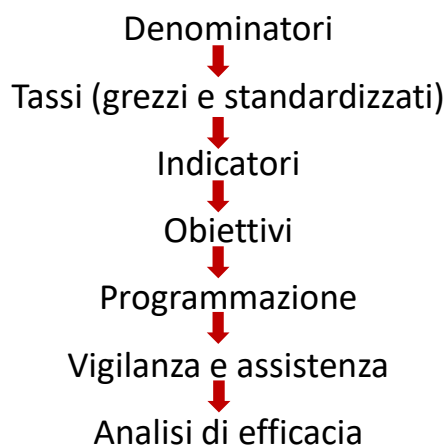 Denominatori
Tassi (grezzi e standardizzati)
Indicatori
Obiettivi
Programmazione
Vigilanza e assistenza
Analisi di efficacia